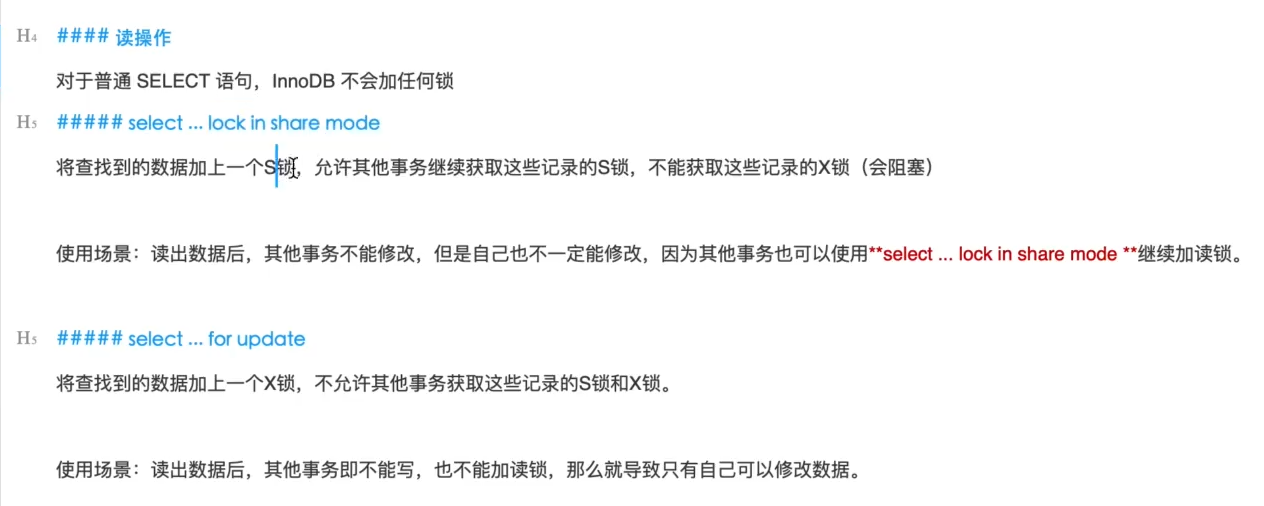 H4 #### 读操作
对于普通 SELECT 语句，InnoDB 不会加任何锁
H5 ##### select ... lock in share mode
将查找到的数据加上一个S锁，允许其他事务继续获取这些记录的S锁，不能获取这些记录的X锁（会阻塞）
使用场景：读出数据后，其他事务不能修改，但是自己也不一定能修改，因为其他事务也可以使用**select ... lock in share mode **继续加读锁。
H5 ##### select ... for update
将查找到的数据加上一个X锁，不允许其他事务获取这些记录的S锁和X锁。
使用场景：读出数据后，其他事务即不能写，也不能加读锁，那么就导致只有自己可以修改数据。